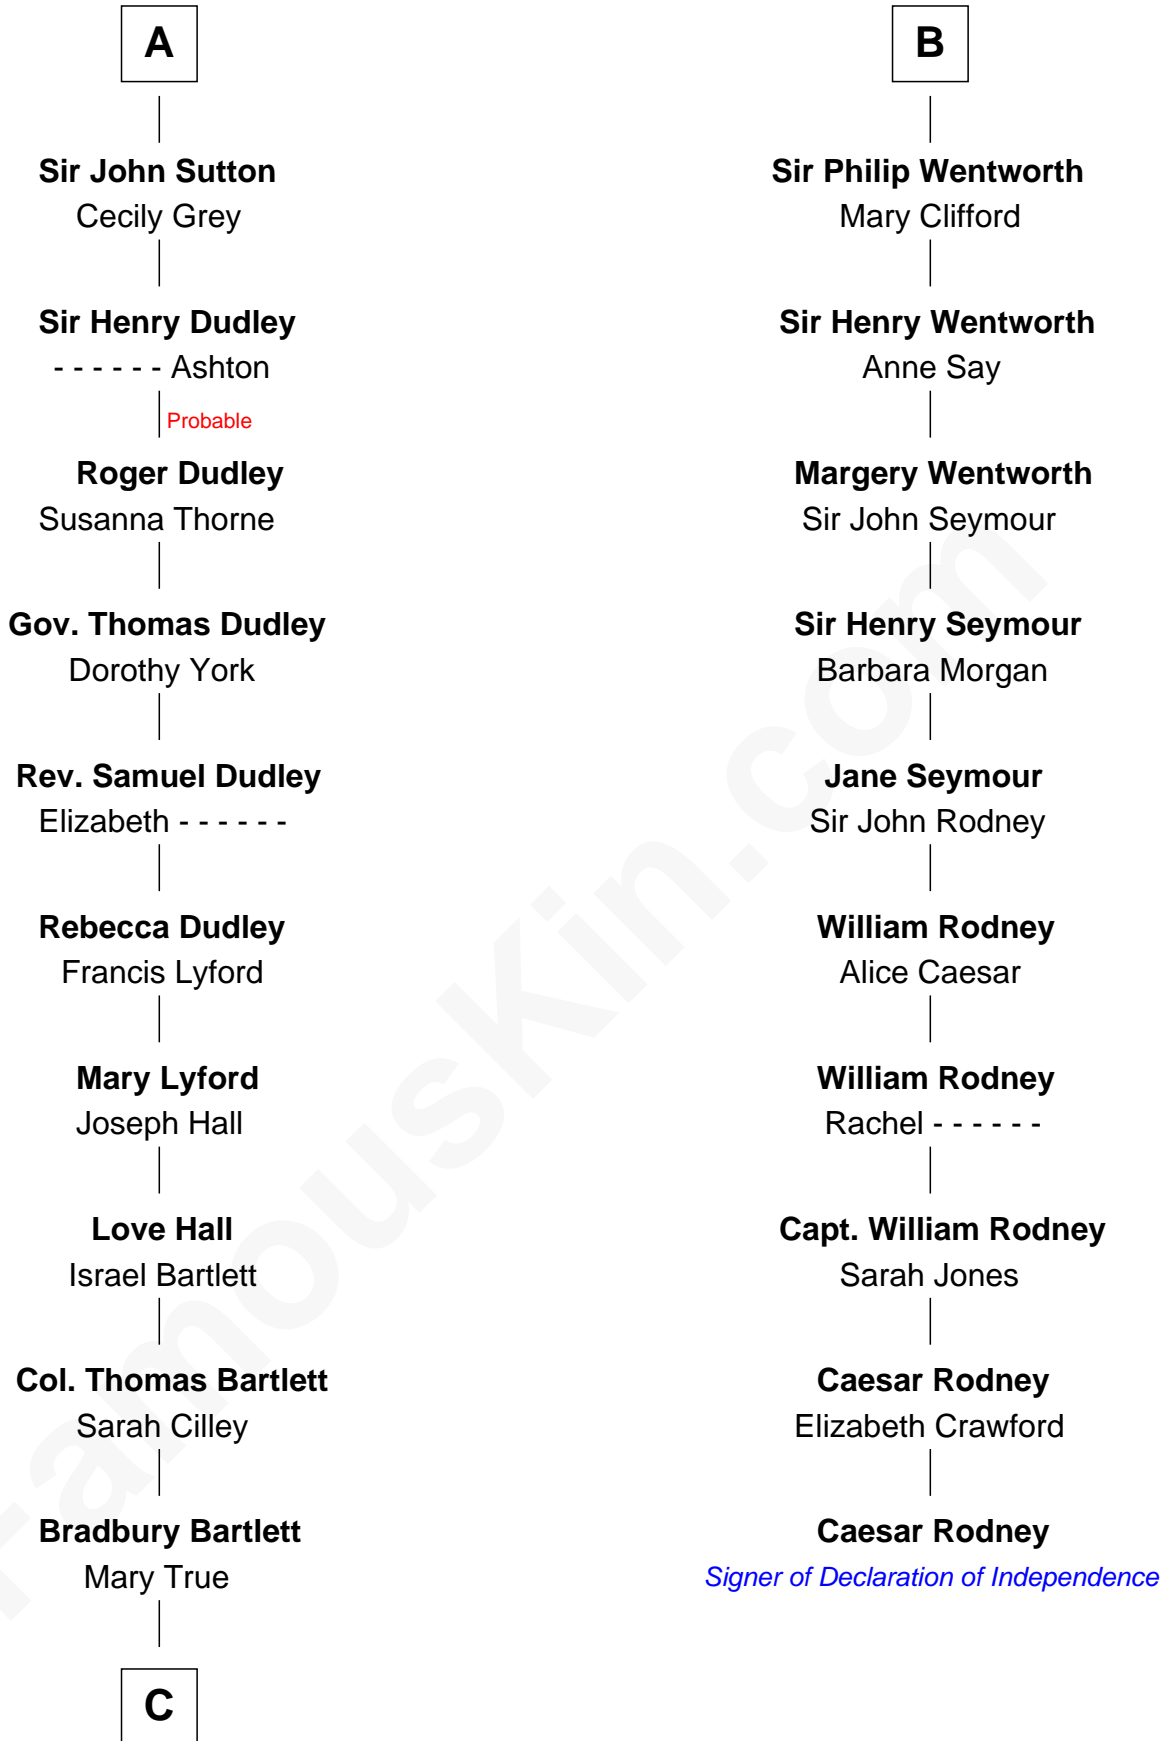 A
Sir John Sutton
Cecily Grey
Sir Henry Dudley
- - - - - - Ashton
Probable
Roger Dudley
Susanna Thorne
Gov. Thomas Dudley
Dorothy York
Rev. Samuel Dudley
Elizabeth - - - - - -
Rebecca Dudley
Francis Lyford
Mary Lyford
Joseph Hall
Love Hall
Israel Bartlett
Col. Thomas Bartlett
Sarah Cilley
Bradbury Bartlett
Mary True
C
B
Sir Philip Wentworth
Mary Clifford
Sir Henry Wentworth
Anne Say
Margery Wentworth
Sir John Seymour
Sir Henry Seymour
Barbara Morgan
Jane Seymour
Sir John Rodney
William Rodney
Alice Caesar
William Rodney
Rachel - - - - - -
Capt. William Rodney
Sarah Jones
Caesar Rodney
Elizabeth Crawford
Caesar Rodney
Signer of Declaration of Independence
FamousKin.com